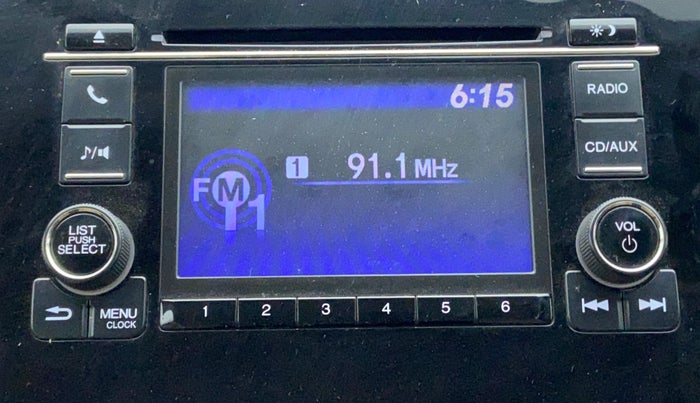 6:15
RADIO
1 91.1 MHz
CD/AUX
FM
1
LIST
PUSH
SELECT
VOL
MENU
CLOCK
1 2 3 4 5 6